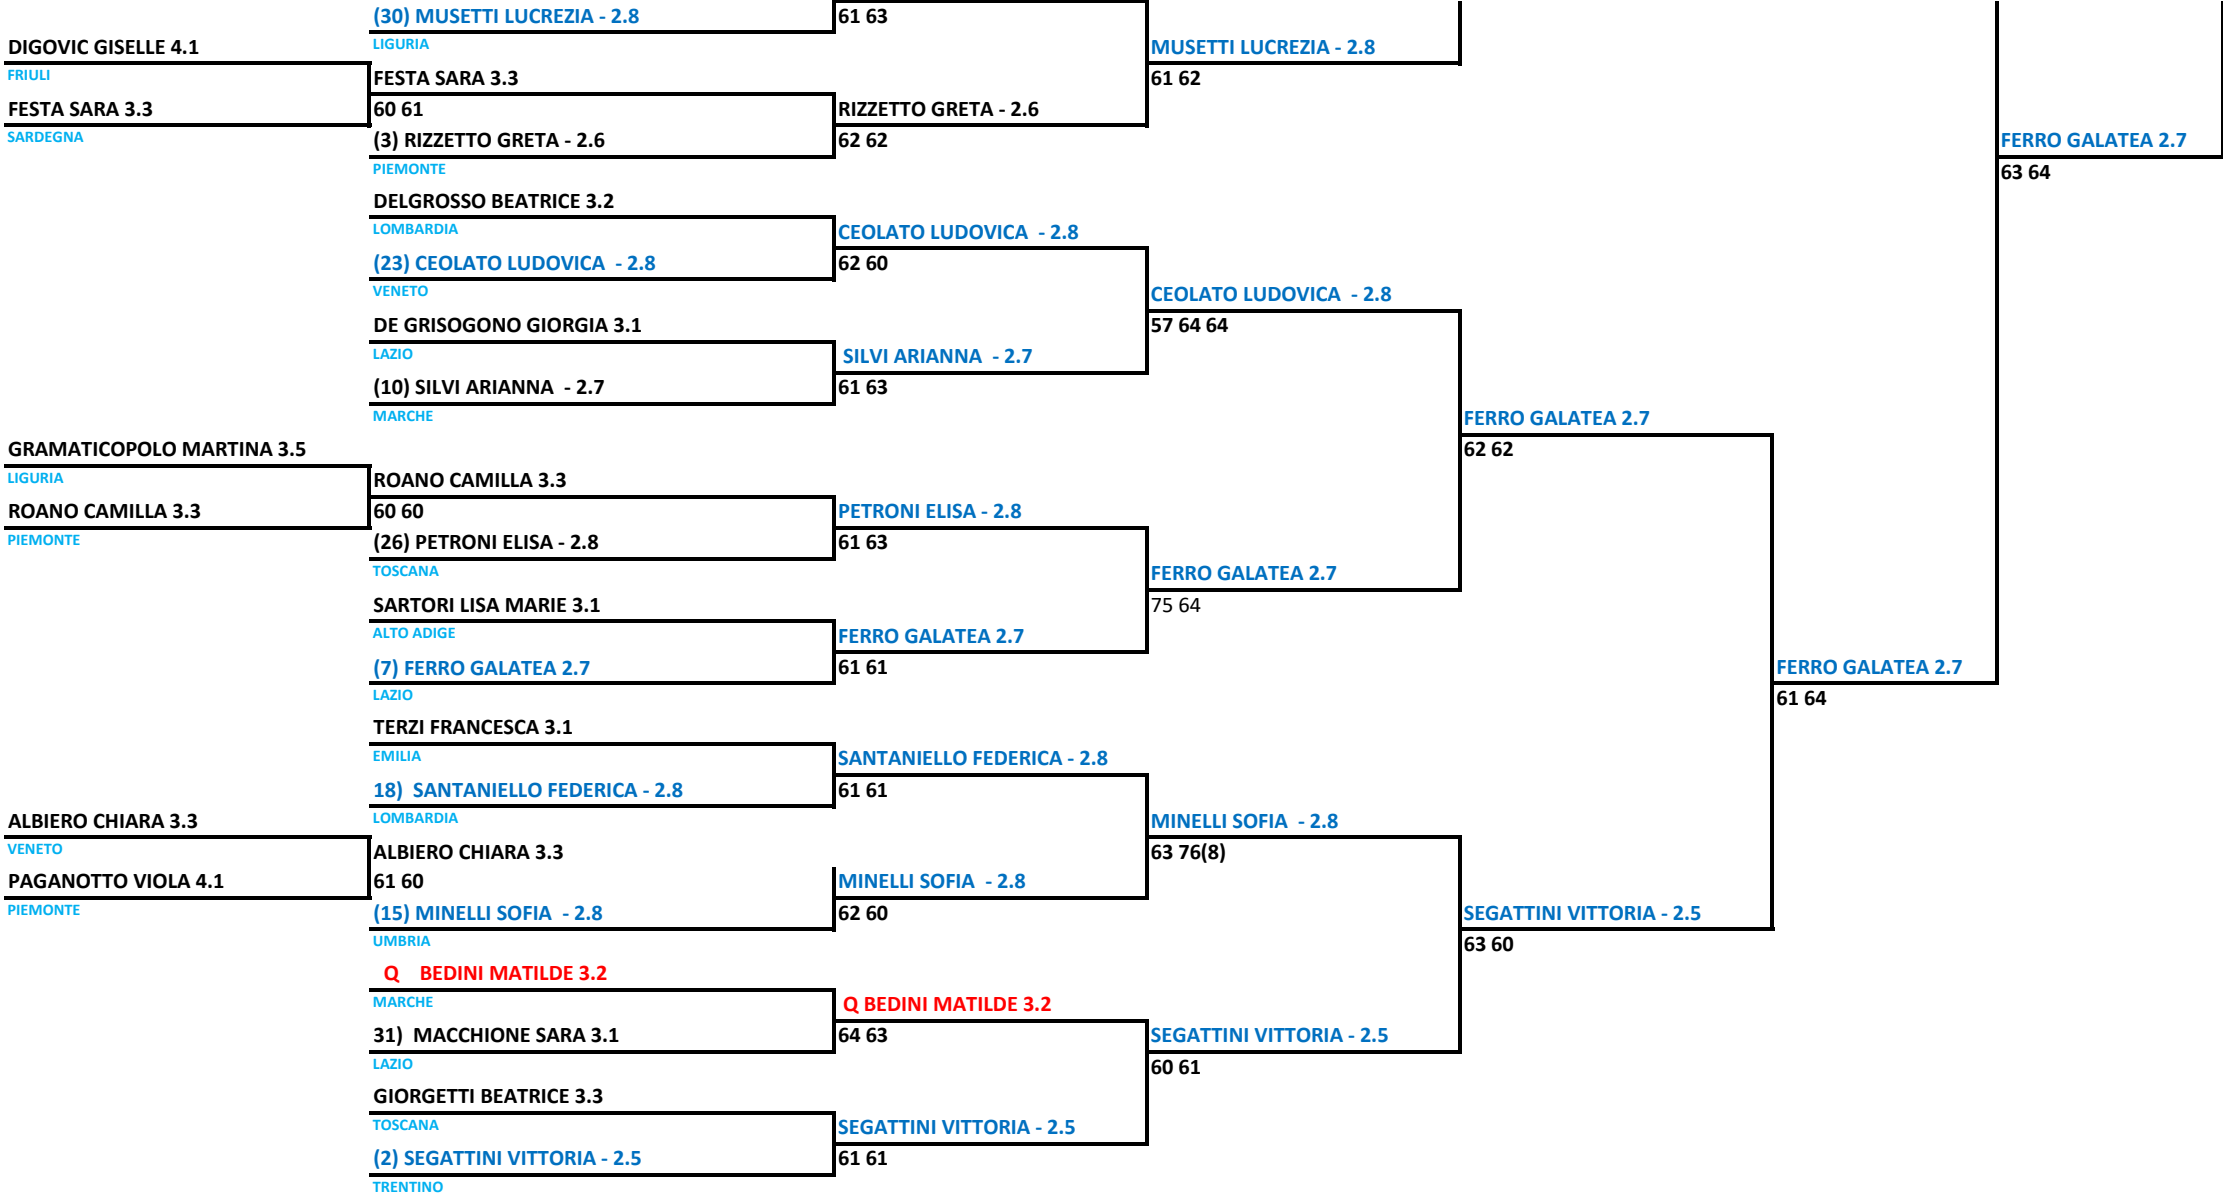 (30) MUSETTI LUCREZIA - 2.8
61 63
DIGOVIC GISELLE 4.1
LIGURIA
MUSETTI LUCREZIA - 2.8
FRIULI
FESTA SARA 3.3
61 62
FESTA SARA 3.3
60 61
RIZZETTO GRETA - 2.6
SARDEGNA
(3) RIZZETTO GRETA - 2.6
62 62
FERRO GALATEA 2.7
PIEMONTE
63 64
DELGROSSO BEATRICE 3.2
LOMBARDIA
CEOLATO LUDOVICA - 2.8
(23) CEOLATO LUDOVICA - 2.8
62 60
VENETO
CEOLATO LUDOVICA - 2.8
DE GRISOGONO GIORGIA 3.1
57 64 64
LAZIO
SILVI ARIANNA - 2.7
(10) SILVI ARIANNA - 2.7
61 63
MARCHE
FERRO GALATEA 2.7
GRAMATICOPOLO MARTINA 3.5
62 62
LIGURIA
ROANO CAMILLA 3.3
ROANO CAMILLA 3.3
60 60
PETRONI ELISA - 2.8
PIEMONTE
(26) PETRONI ELISA - 2.8
61 63
TOSCANA
FERRO GALATEA 2.7
SARTORI LISA MARIE 3.1
75 64
ALTO ADIGE
FERRO GALATEA 2.7
(7) FERRO GALATEA 2.7
61 61
FERRO GALATEA 2.7
LAZIO
61 64
TERZI FRANCESCA 3.1
EMILIA
SANTANIELLO FEDERICA - 2.8
18) SANTANIELLO FEDERICA - 2.8
61 61
ALBIERO CHIARA 3.3
LOMBARDIA
MINELLI SOFIA - 2.8
VENETO
ALBIERO CHIARA 3.3
63 76(8)
PAGANOTTO VIOLA 4.1
61 60
MINELLI SOFIA - 2.8
PIEMONTE
(15) MINELLI SOFIA - 2.8
62 60
SEGATTINI VITTORIA - 2.5
UMBRIA
63 60
Q BEDINI MATILDE 3.2
MARCHE
Q BEDINI MATILDE 3.2
31) MACCHIONE SARA 3.1
64 63
SEGATTINI VITTORIA - 2.5
LAZIO
60 61
GIORGETTI BEATRICE 3.3
TOSCANA
SEGATTINI VITTORIA - 2.5
(2) SEGATTINI VITTORIA - 2.5
61 61
TRENTINO